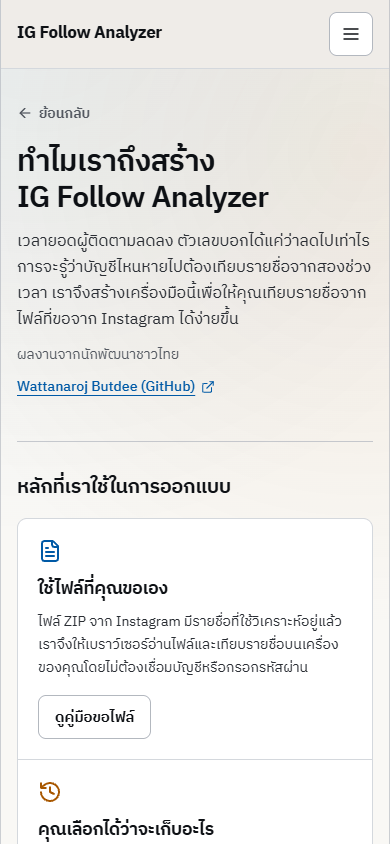 IG Follow Analyzer
ย้อนกลับ
ทำไมเราถึงสร้าง
IG Follow Analyzer
เวลายอดผู้ติดตามลดลง ตัวเลขบอกได้แค่ว่าลดไปเท่าไร
การจะรู้ว่าบัญชีไหนหายไปต้องเทียบรายชื่อจากสองช่วง
เวลา เราจึงสร้างเครื่องมือนี้เพื่อให้คุณเทียบรายชื่อจาก
ไฟล์ที่ขอจาก Instagram ได้ง่ายขึ้น
ผลงานจากนักพัฒนาชาวไทย
Wattanaroj Butdee (GitHub)
หลักที่เราใช้ในการออกแบบ
ใช้ไฟล์ที่คุณขอเอง
ไฟล์ ZIP จาก Instagram มีรายชื่อที่ใช้วิเคราะห์อยู่แล้ว
เราจึงให้เบราว์เซอร์อ่านไฟล์และเทียบรายชื่อบนเครื่อง
ของคุณโดยไม่ต้องเชื่อมบัญชีหรือกรอกรหัสผ่าน
ดูคู่มือขอไฟล์
คุณเลือกได้ว่าจะเก็บอะไร